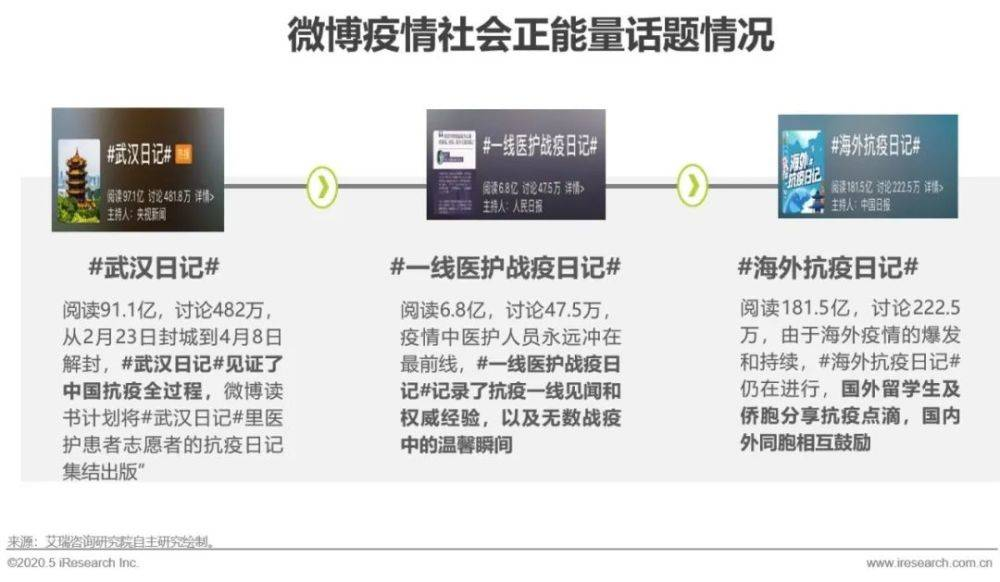 微博疫情社会正能量话题情况
#武汉日记#
阅读97.1亿 讨论481.8万 详情>
主持人：央视新闻
#一线医护战疫日记#
阅读6.8亿 讨论47.5万 详情>
主持人：人民日报
海外
抗疫日记
#海外抗疫日记#
阅读181.5亿 讨论222.5万 详情>
主持人：中国日报
#武汉日记#
阅读91.1亿，讨论482万，
从2月23日封城到4月8日
解封，#武汉日记#见证了
中国抗疫全过程，微博读
书计划将#武汉日记#里医
护患者志愿者的抗疫日记
集结出版”
#一线医护战疫日记#
阅读6.8亿，讨论47.5万，
疫情中医护人员永远冲在
最前线，#一线医护战疫日
记#记录了抗疫一线见闻和
权威经验，以及无数战疫
中的温馨瞬间
#海外抗疫日记#
阅读181.5亿，讨论222.5
万，由于海外疫情的爆发
和持续，#海外抗疫日记#
仍在进行，国外留学生及
侨胞分享抗疫点滴，国内
外同胞相互鼓励
来源：艾瑞咨询研究院自主研究绘制。
©2020.5 iResearch Inc.
www.iresearch.com.cn